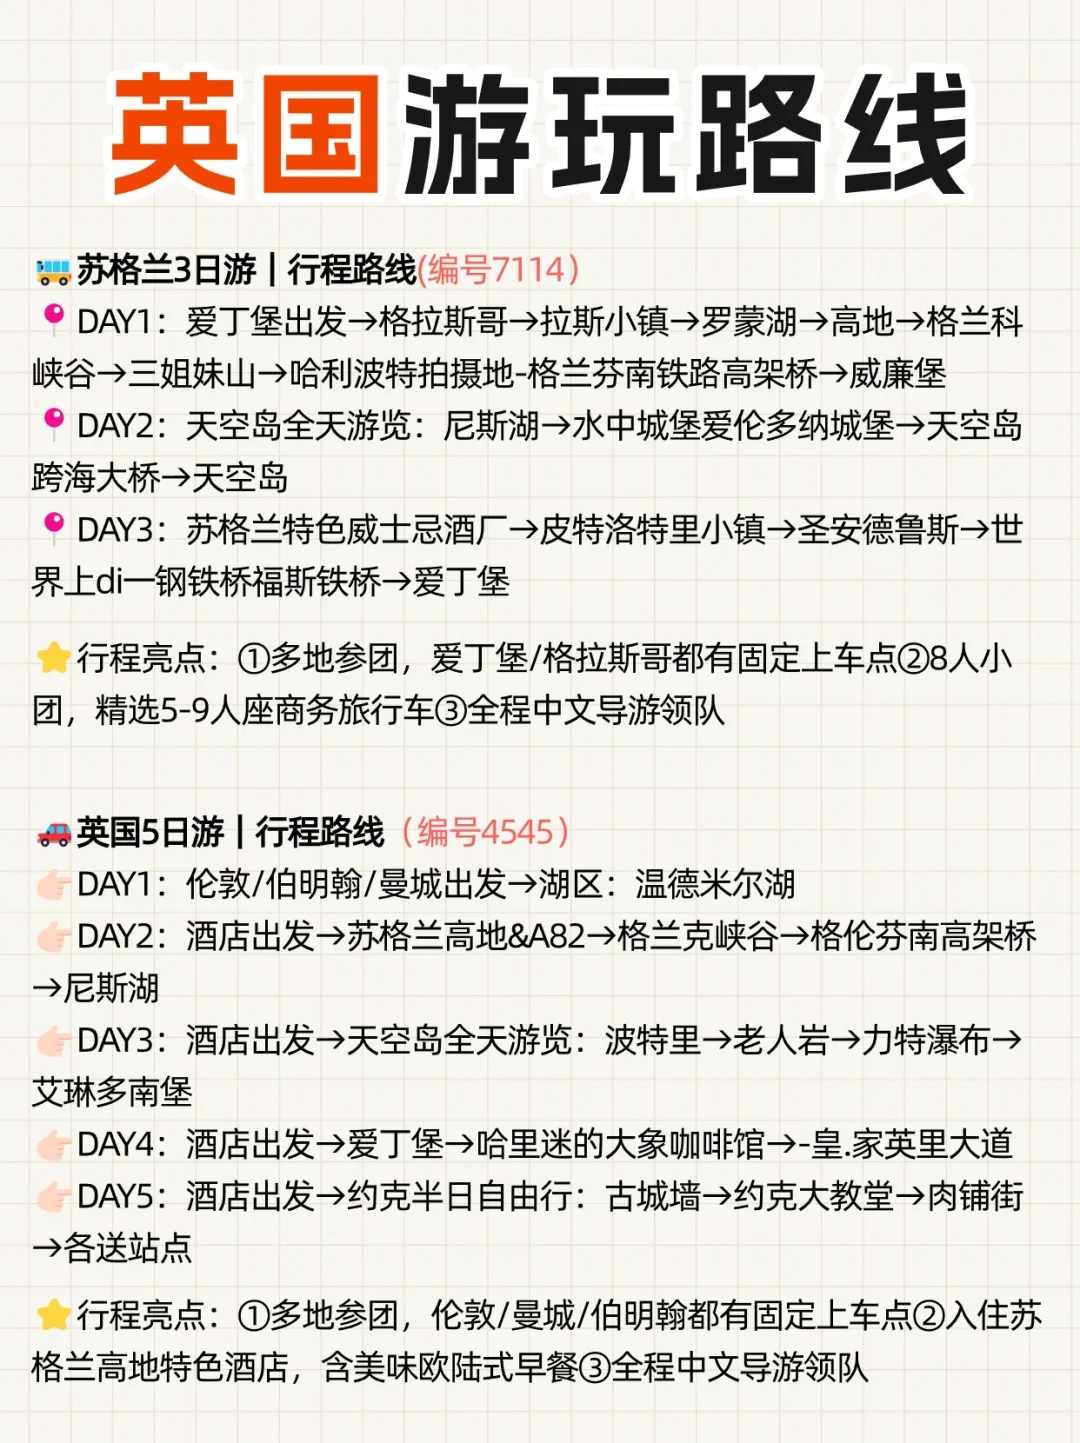 英国游玩路线
苏格兰3日游｜行程路线(编号7114）
DAY1：爱丁堡出发→格拉斯哥→拉斯小镇→罗蒙湖→高地→格兰科
峡谷→三姐妹山→哈利波特拍摄地-格兰芬南铁路高架桥→威廉堡
DAY2：天空岛全天游览：尼斯湖→水中城堡爱伦多纳城堡→天空岛
跨海大桥→天空岛
DAY3：苏格兰特色威士忌酒厂→皮特洛特里小镇→圣安德鲁斯→世
界上di一钢铁桥福斯铁桥→爱丁堡
行程亮点：①多地参团，爱丁堡/格拉斯哥都有固定上车点②8人小
团，精选5-9人座商务旅行车③全程中文导游领队
英国5日游｜行程路线（编号4545）
DAY1：伦敦/伯明翰/曼城出发→湖区：温德米尔湖
DAY2：酒店出发→苏格兰高地&A82→格兰克峡谷→格伦芬南高架桥
→尼斯湖
DAY3：酒店出发→天空岛全天游览：波特里→老人岩→力特瀑布→
艾琳多南堡
DAY4：酒店出发→爱丁堡→哈里迷的大象咖啡馆→-皇.家英里大道
DAY5：酒店出发→约克半日自由行：古城墙→约克大教堂→肉铺街
→各送站点
行程亮点：①多地参团，伦敦/曼城/伯明翰都有固定上车点②入住苏
格兰高地特色酒店，含美味欧陆式早餐③全程中文导游领队